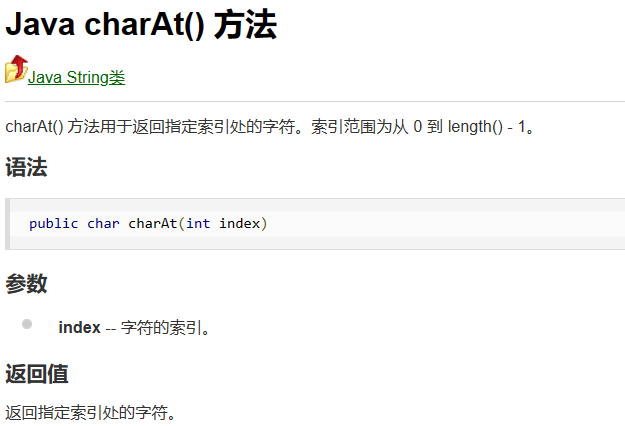 Java charAt() 方法
Java String类
charAt() 方法用于返回指定索引处的字符。索引范围为从 0 到 length() - 1。
语法
public char charAt(int index)
参数
index -- 字符的索引。
返回值
返回指定索引处的字符。